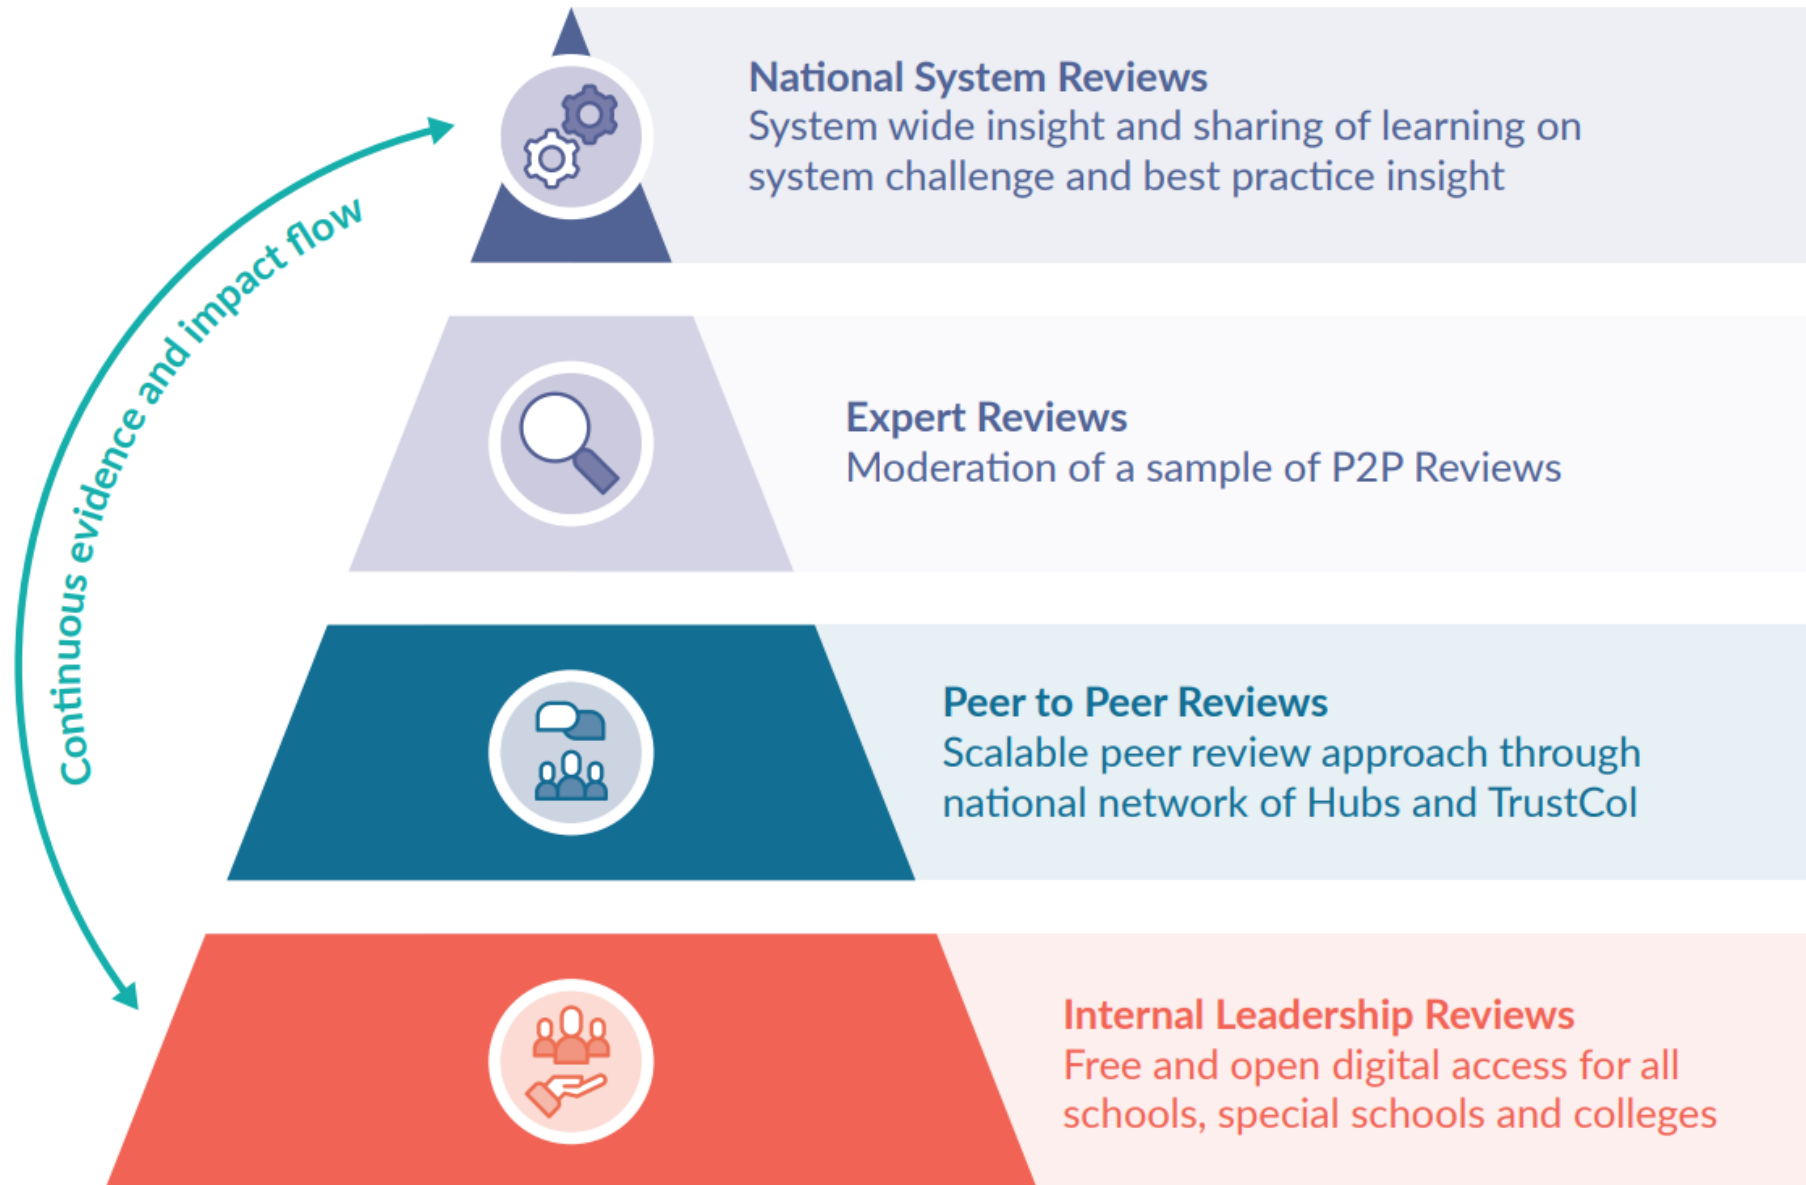 National System Reviews
System wide insight and sharing of learning on
system challenge and best practice insight
Continuous evidence and impact flow
Expert Reviews
Moderation of a sample of P2P Reviews
Peer to Peer Reviews
Scalable peer review approach through
national network of Hubs and TrustCol
Internal Leadership Reviews
Free and open digital access for all
schools, special schools and colleges